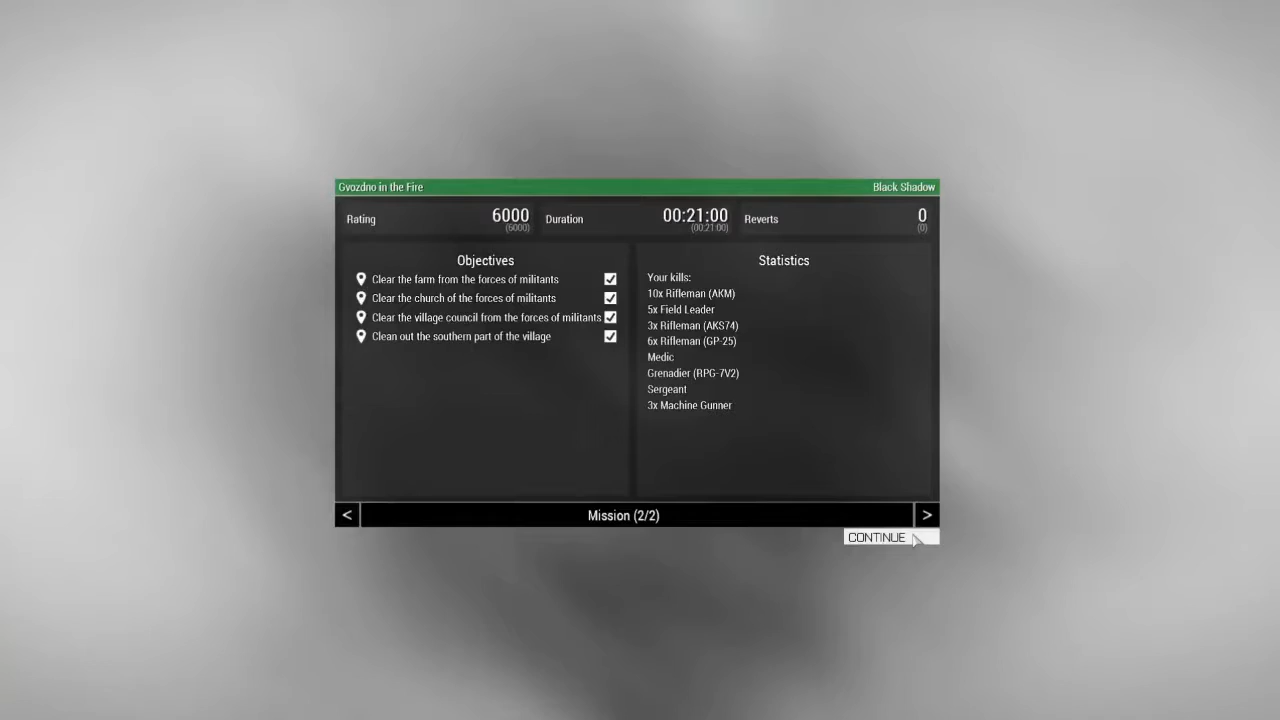 Gvozdno in the Fire Black Shadow
Rating 6000 Duration 00:21:00 Reverts 0
(6000) (00:21:00) (0)
Objectives
Clear the farm from the forces of militants
Clear the church of the forces of militants
Clear the village council from the forces of militants
Clean out the southern part of the village
Statistics
Your kills:
10x Rifleman (AKM)
5x Field Leader
3x Rifleman (AKS74)
6x Rifleman (GP-25)
Medic
Grenadier (RPG-7V2)
Sergeant
3x Machine Gunner
< Mission (2/2) >
CONTINUE